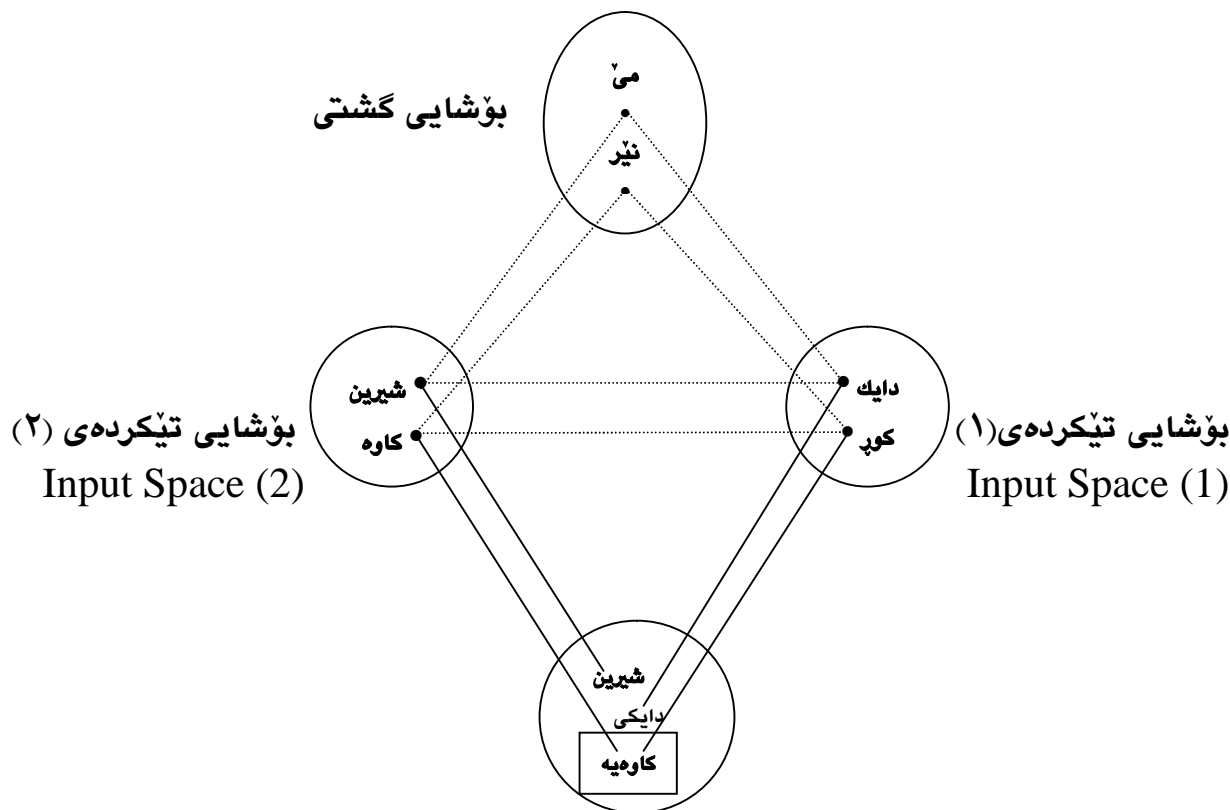 مێ
بۆشایی گشتی
نێر
دایك
شیرین
کوڕ
کاوه
بۆشایی تێکردەی(١)
Input Space (1)
بۆشایی تێکردەی (٢)
Input Space (2)
شیرین
دایکی
کاوەیە